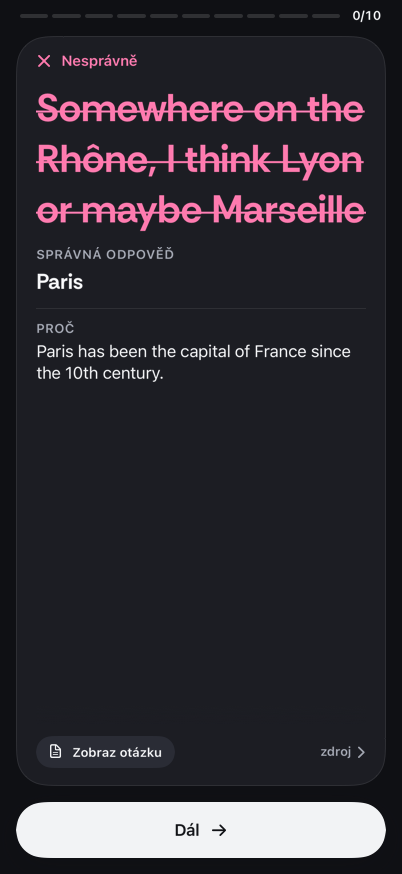 0/10
Nesprávně
Somewhere on the
Rhône, I think Lyon
or maybe Marseille
SPRÁVNÁ ODPOVĚĎ
Paris
PROČ
Paris has been the capital of France since
the 10th century.
Zobraz otázku
zdroj
Dál